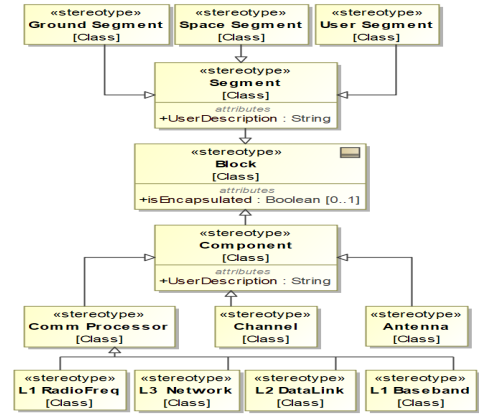 «stereotype»
Ground Segment
[Class]
«stereotype»
Space Segment
[Class]
«stereotype»
User Segment
[Class]
«stereotype»
Segment
[Class]
attributes
+UserDescription : String
«stereotype»
Block
[Class]
attributes
+isEncapsulated : Boolean [0..1]
«stereotype»
Component
[Class]
attributes
+UserDescription : String
«stereotype»
Comm Processor
[Class]
«stereotype»
Channel
[Class]
«stereotype»
Antenna
[Class]
«stereotype»
L1 RadioFreq
[Class]
«stereotype»
L3 Network
[Class]
«stereotype»
L2 DataLink
[Class]
«stereotype»
L1 Baseband
[Class]